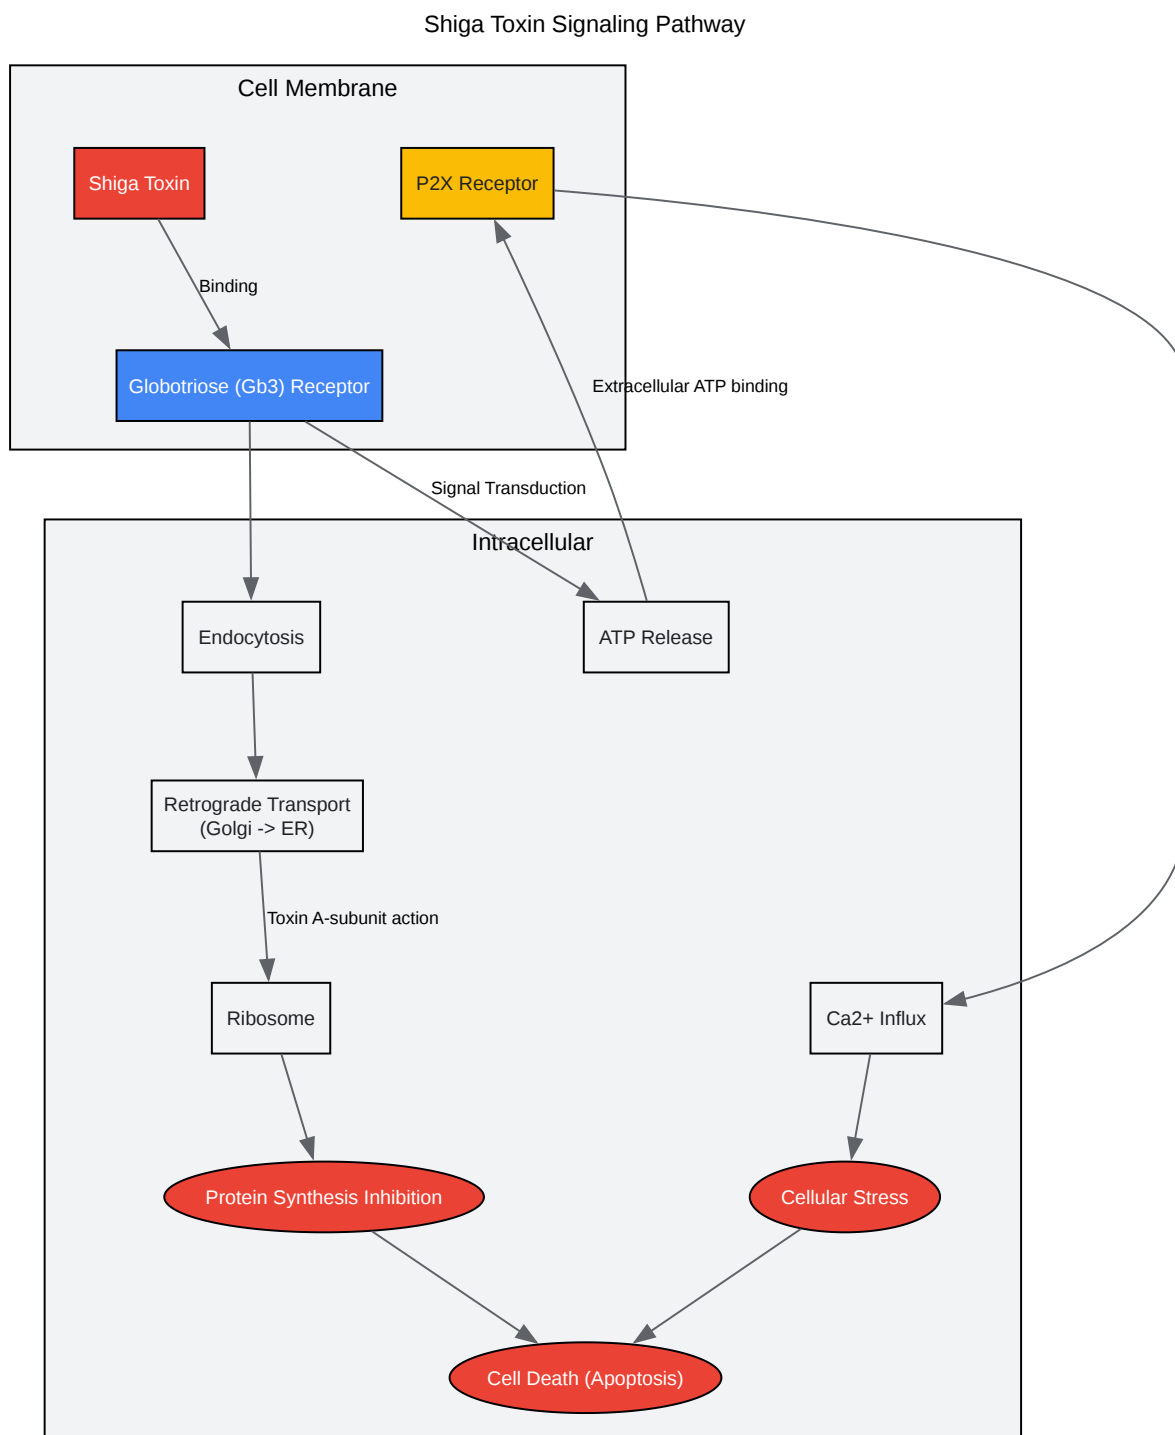 Shiga Toxin Signaling Pathway
Cell Membrane
Shiga Toxin
P2X Receptor
Binding
Globotriose (Gb3) Receptor
Extracellular ATP binding
Signal Transduction
Intracellular
Endocytosis
ATP Release
Retrograde Transport
(Golgi -> ER)
Toxin A-subunit action
Ribosome
Ca2+ Influx
Protein Synthesis Inhibition
Cellular Stress
Cell Death (Apoptosis)